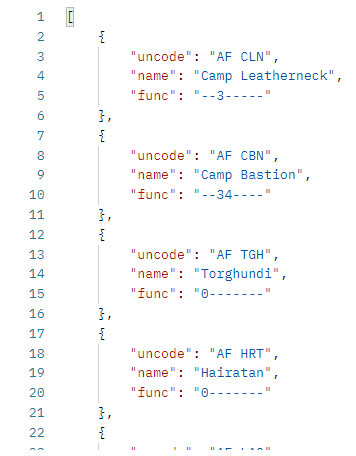 1 [
2 {
3 "uncode": "AF CLN",
4 "name": "Camp Leatherneck",
5 "func": "--3-----"
6 },
7 {
8 "uncode": "AF CBN",
9 "name": "Camp Bastion",
10 "func": "--34----"
11 },
12 {
13 "uncode": "AF TGH",
14 "name": "Torghundi",
15 "func": "0-------"
16 },
17 {
18 "uncode": "AF HRT",
19 "name": "Hairatan",
20 "func": "0-------"
21 },
22 {